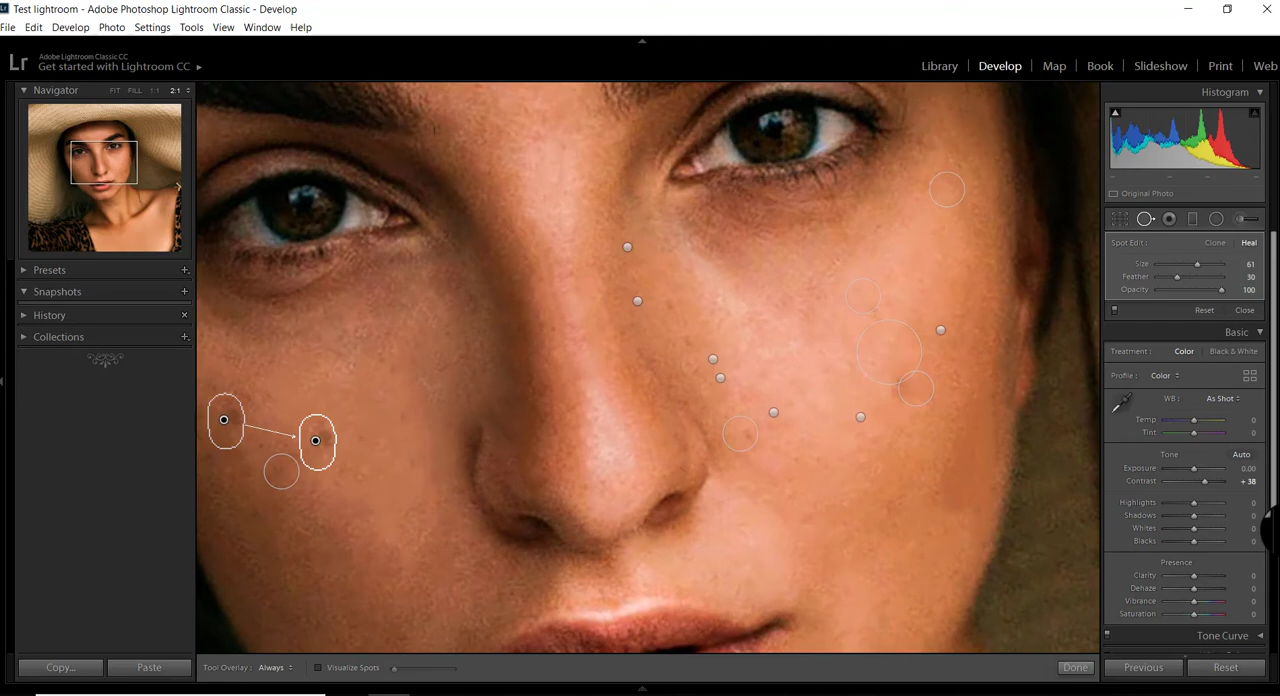 Test lightroom - Adobe Photoshop Lightroom Classic - Develop
File Edit Develop Photo Settings Tools View Window Help
Lr
Adobe Lightroom Classic CC
Get started with Lightroom CC
Library Develop Map Book Slideshow Print Web
Navigator FIT FILL 1:1 2:1
Presets
Snapshots
History
Collections
Copy... Paste
Tool Overlay: Always Visualize Spots Done
Histogram
Original Photo
Spot Edit: Clone Heal
Size 61
Feather 30
Opacity 100
Reset Close
Basic
Treatment: Color Black & White
Profile: Color
WB: As Shot
Temp 0
Tint 0
Tone Auto
Exposure 0.00
Contrast + 38
Highlights 0
Shadows 0
Whites 0
Blacks 0
Presence
Clarity 0
Dehaze 0
Vibrance 0
Saturation 0
Tone Curve
Previous Reset